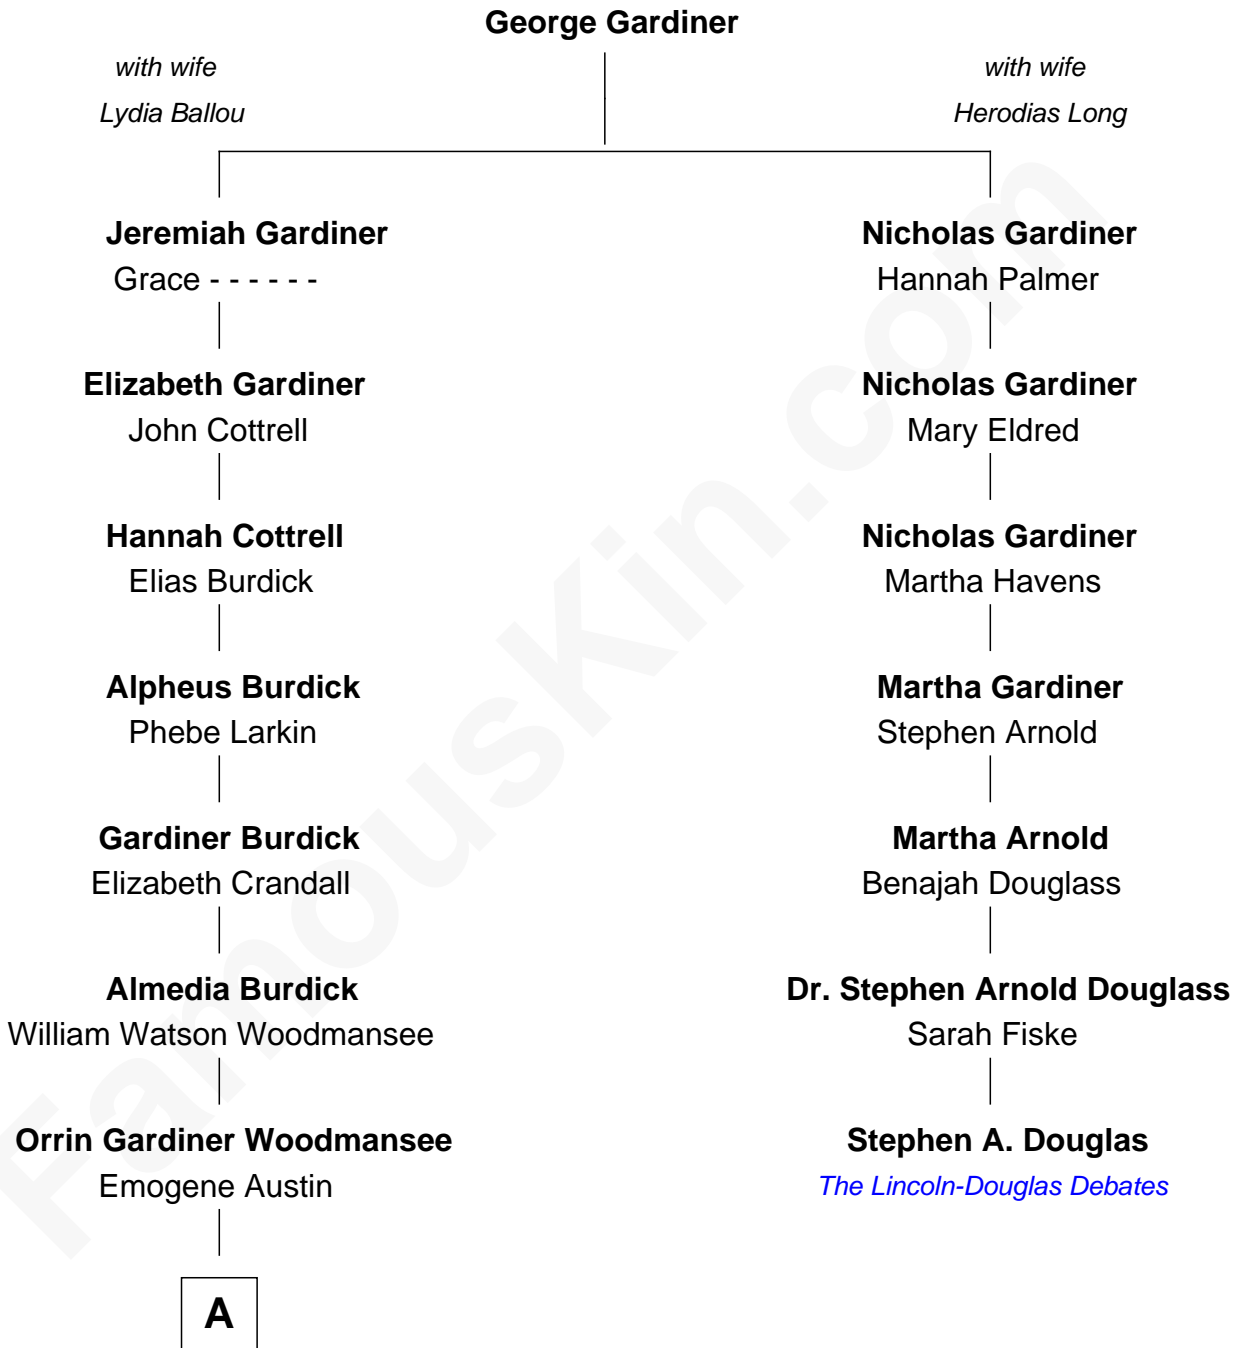 George Gardiner
with wife
Lydia Ballou
with wife
Herodias Long
Jeremiah Gardiner
Grace - - - - - -
Nicholas Gardiner
Hannah Palmer
Elizabeth Gardiner
John Cottrell
Nicholas Gardiner
Mary Eldred
Hannah Cottrell
Elias Burdick
Nicholas Gardiner
Martha Havens
Alpheus Burdick
Phebe Larkin
Martha Gardiner
Stephen Arnold
Gardiner Burdick
Elizabeth Crandall
Martha Arnold
Benajah Douglass
Almedia Burdick
William Watson Woodmansee
Dr. Stephen Arnold Douglass
Sarah Fiske
Orrin Gardiner Woodmansee
Emogene Austin
Stephen A. Douglas
The Lincoln-Douglas Debates
A
FamousKin.com